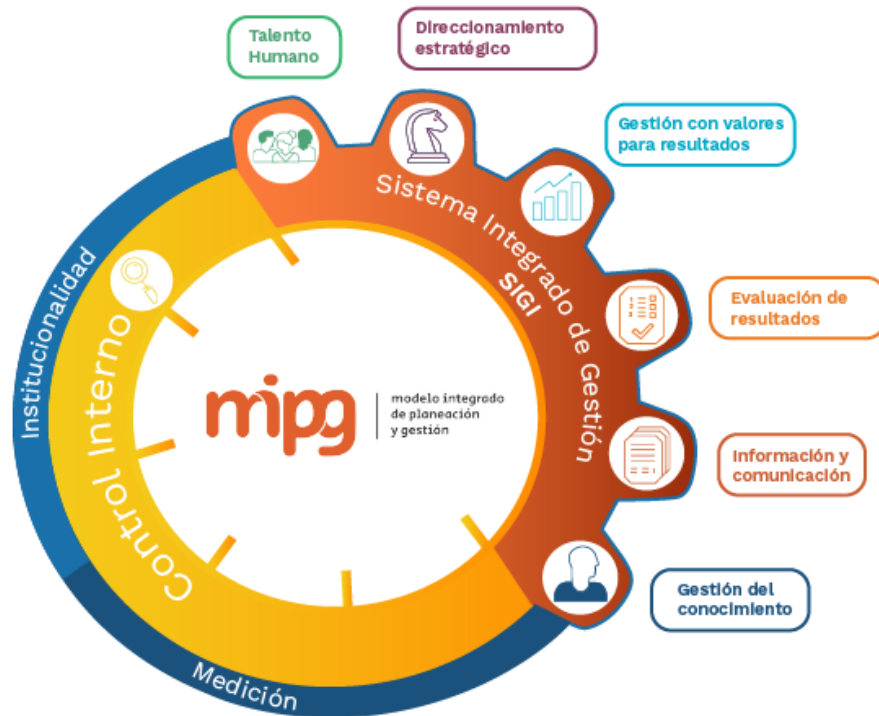 Talento
Humano
Direccionamiento
estratégico
Gestión con valores
para resultados
Evaluación de
resultados
Información y
comunicación
Gestión del
conocimiento
Sistema Integrado de Gestión
SIGI
Institucionalidad
Control Interno
Medición
mipg
modelo integrado
de planeación
y gestión